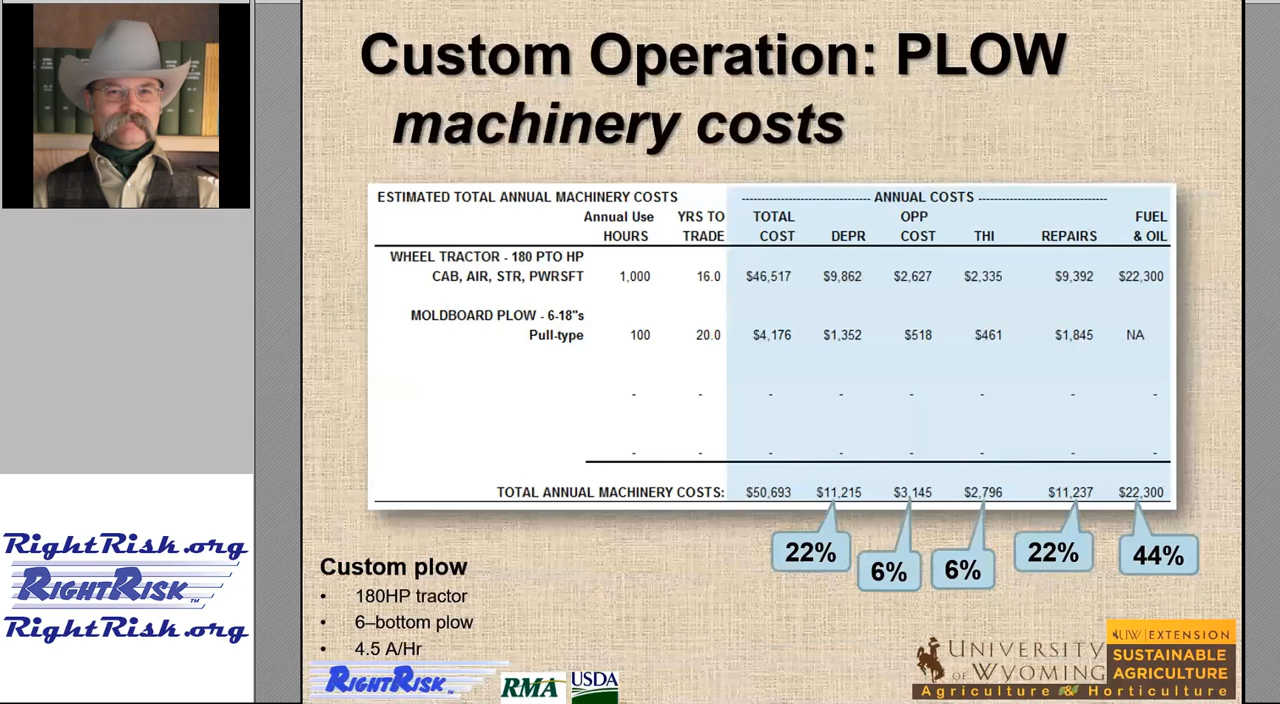 Custom Operation: PLOW
machinery costs
ESTIMATED TOTAL ANNUAL MACHINERY COSTS ------------ ANNUAL COSTS ------------
Annual Use YRS TO TOTAL OPP FUEL
HOURS TRADE COST DEPR COST THI REPAIRS & OIL
WHEEL TRACTOR - 180 PTO HP
CAB, AIR, STR, PWRSFT 1,000 16.0 $46,517 $9,862 $2,627 $2,335 $9,392 $22,300
MOLDBOARD PLOW - 6-18"s
Pull-type 100 20.0 $4,176 $1,352 $518 $461 $1,845 NA
- - - - - - - -
- - - - - - - -
TOTAL ANNUAL MACHINERY COSTS: $50,693 $11,215 $3,145 $2,796 $11,237 $22,300
22% 6% 6% 22% 44%
Custom plow
• 180HP tractor
• 6–bottom plow
• 4.5 A/Hr
RightRisk.org
RIGHTRISK™
RightRisk.org
RIGHTRISK™
RMA
USDA
UNIVERSITY
OF WYOMING
UW EXTENSION
SUSTAINABLE
AGRICULTURE
Agriculture & Horticulture